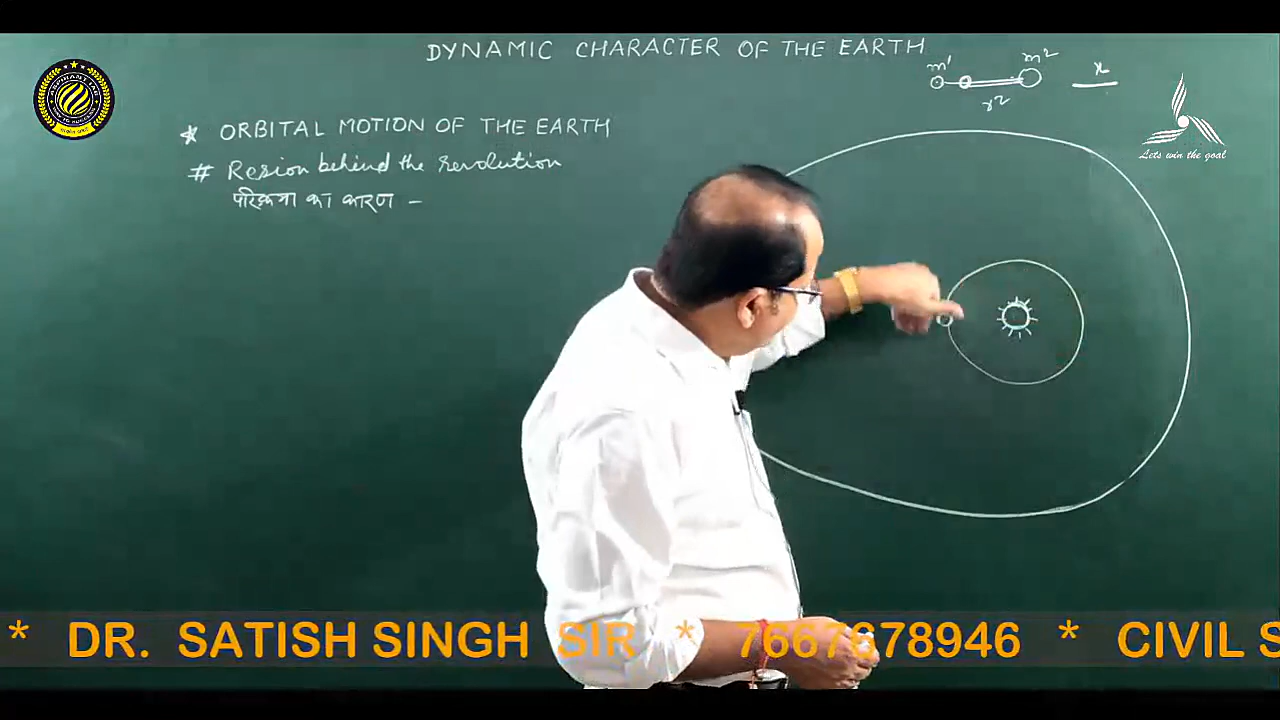 DYNAMIC CHARACTER OF THE EARTH
m¹
m²
r²
x
* ORBITAL MOTION OF THE EARTH
# Resion behind the revolution
परिक्रमा का कारण –
Lets win the goal
* DR. SATISH SINGH SIR * 7667678946 * CIVIL S